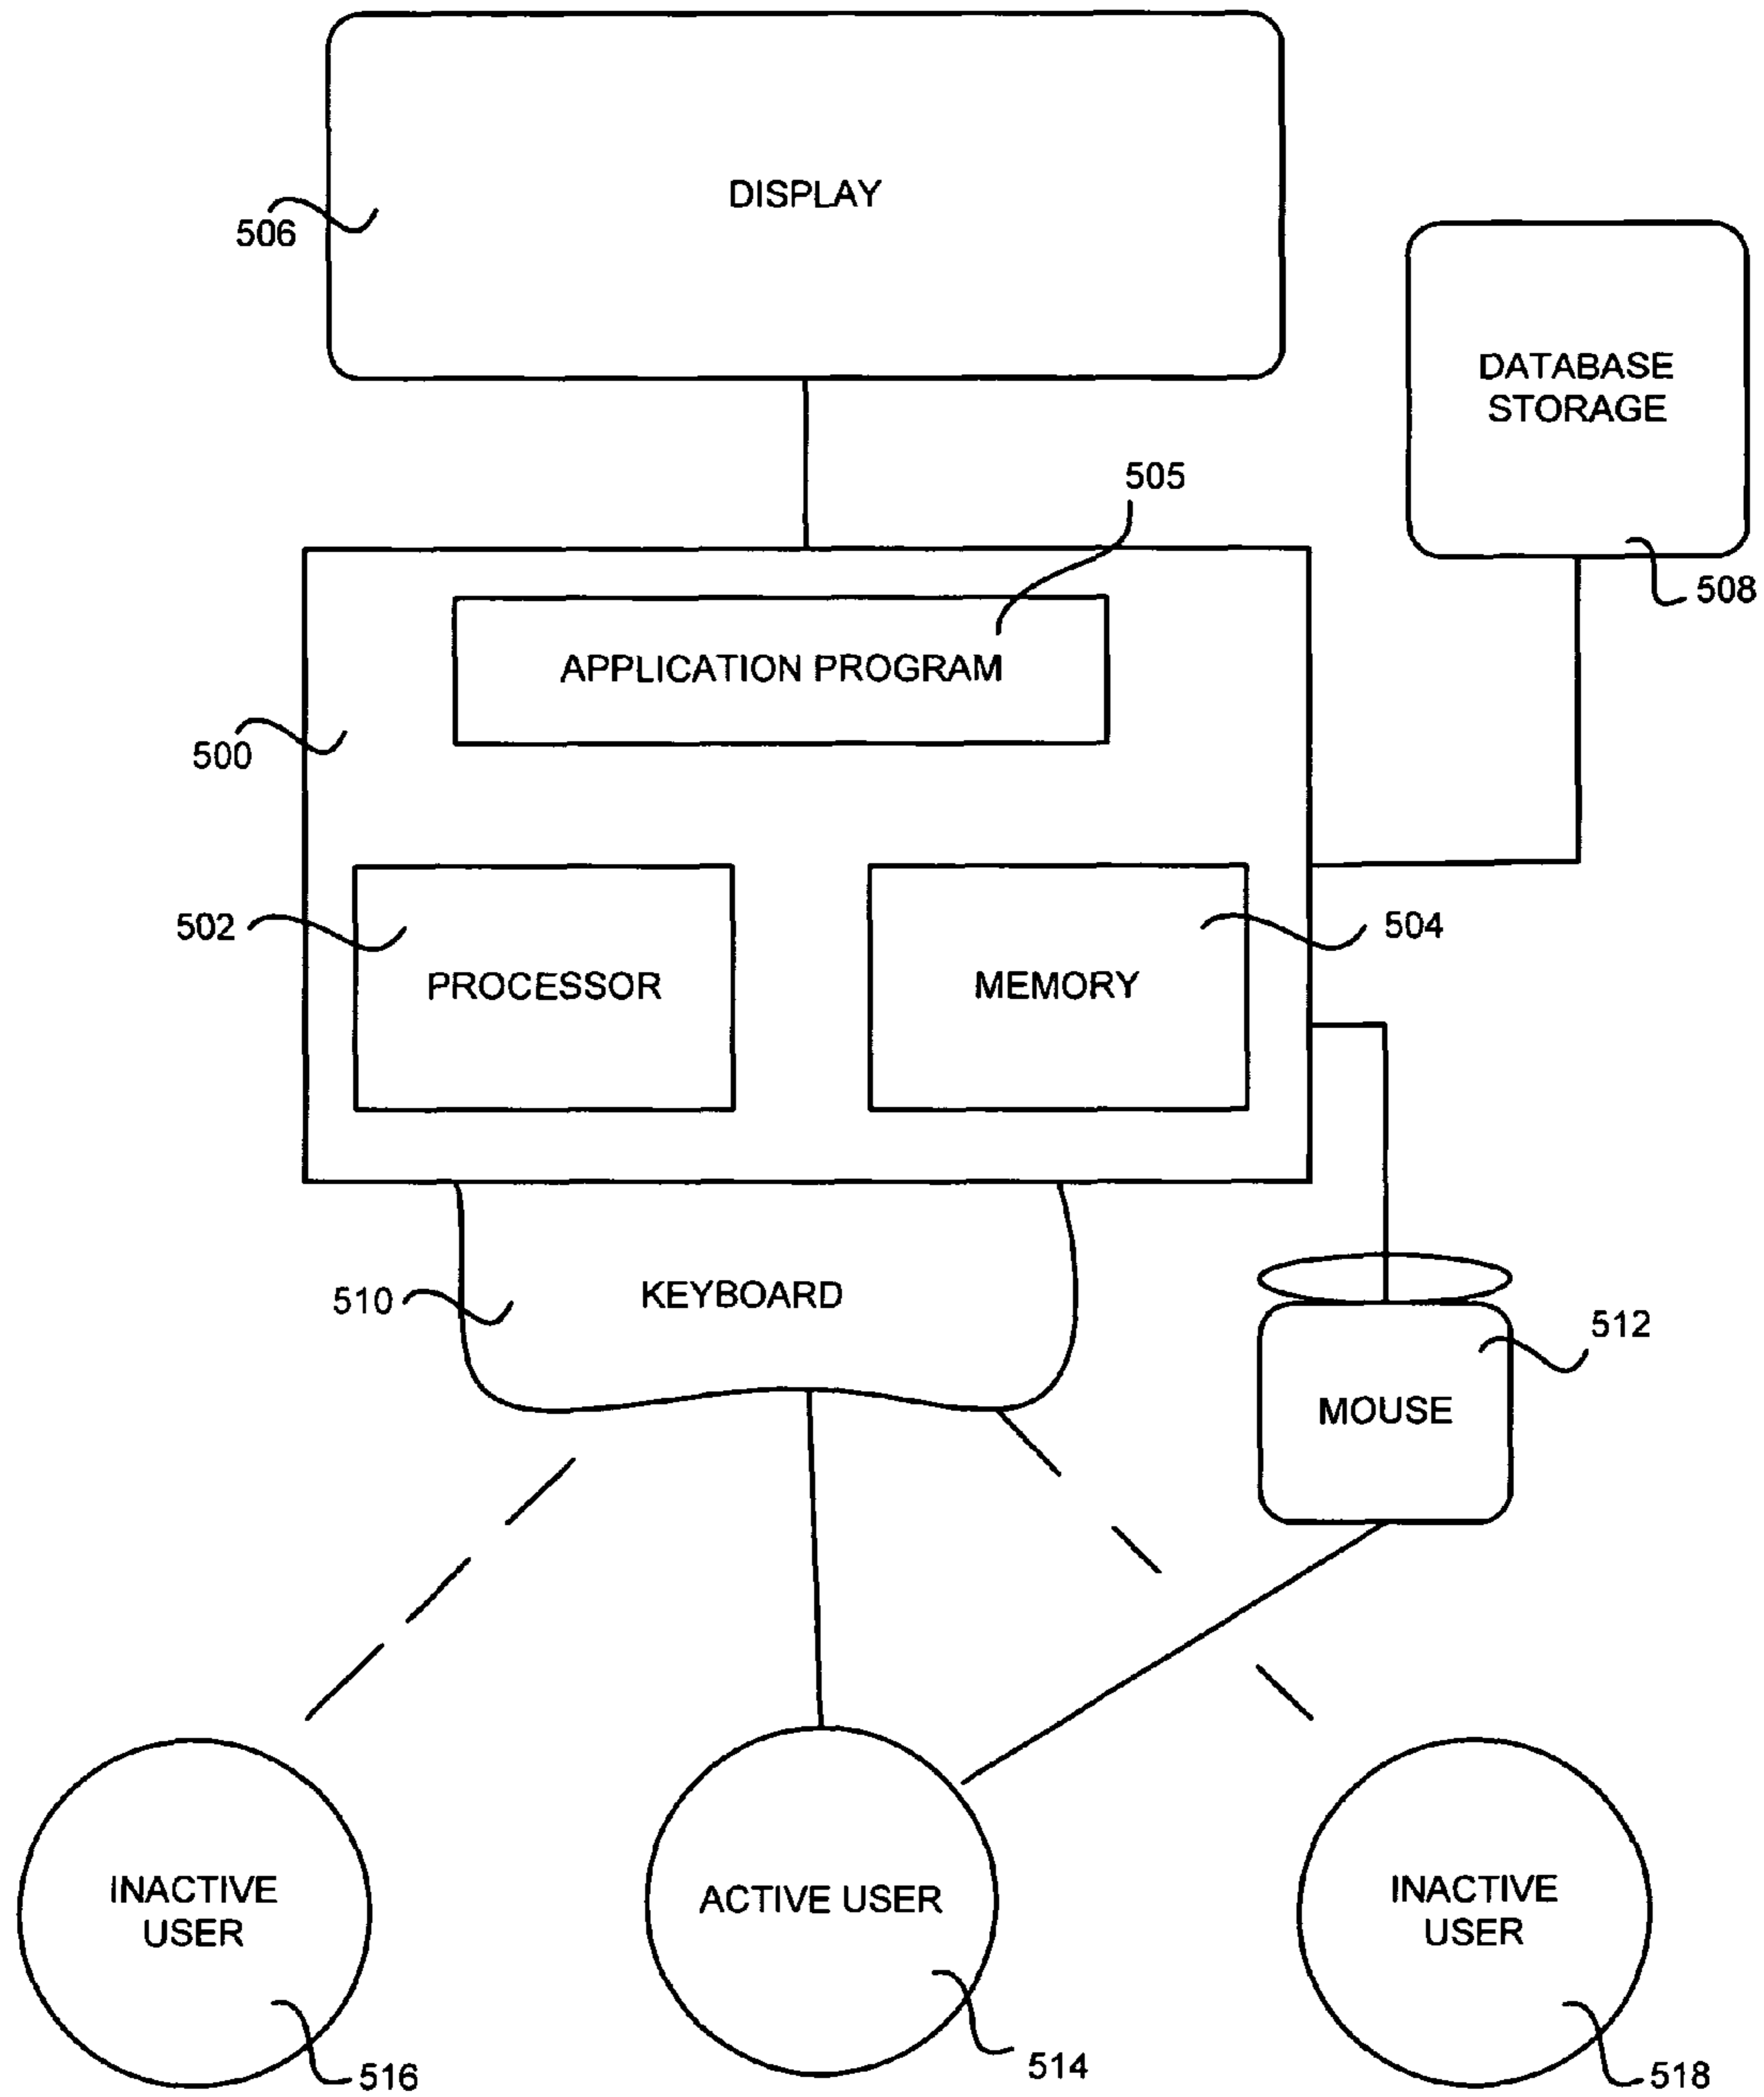 DISPLAY
506
DATABASE
STORAGE
505
508
APPLICATION PROGRAM
500
502
504
PROCESSOR
MEMORY
KEYBOARD
510
512
MOUSE
INACTIVE
USER
ACTIVE USER
INACTIVE
USER
516
514
518